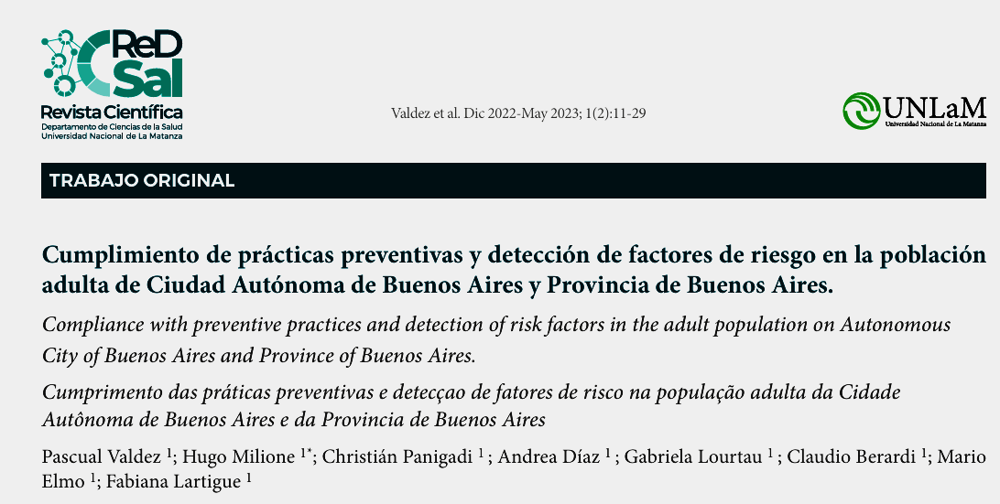 ReD
Sal
Revista Científica
Departamento de Ciencias de la Salud
Universidad Nacional de La Matanza
Valdez et al. Dic 2022-May 2023; 1(2):11-29
UNLaM
Universidad Nacional de La Matanza
TRABAJO ORIGINAL
Cumplimiento de prácticas preventivas y detección de factores de riesgo en la población
adulta de Ciudad Autónoma de Buenos Aires y Provincia de Buenos Aires.
Compliance with preventive practices and detection of risk factors in the adult population on Autonomous
City of Buenos Aires and Province of Buenos Aires.
Cumprimento das práticas preventivas e detecçao de fatores de risco na população adulta da Cidade
Autônoma de Buenos Aires e da Provincia de Buenos Aires
Pascual Valdez ¹; Hugo Milione ¹*; Christián Panigadi ¹ ; Andrea Díaz ¹ ; Gabriela Lourtau ¹ ; Claudio Berardi ¹; Mario
Elmo ¹; Fabiana Lartigue ¹